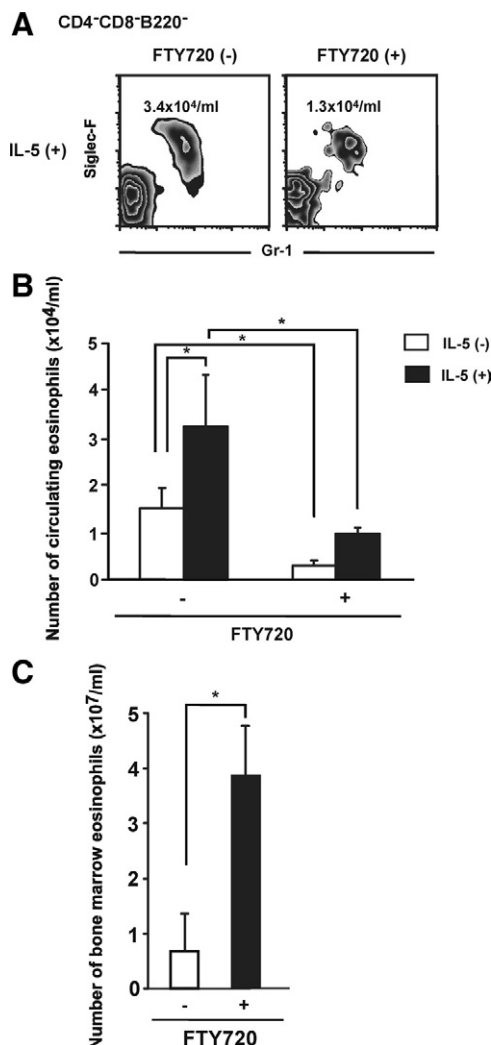 A CD4⁻CD8⁻B220⁻
FTY720 (-) FTY720 (+)
3.4x10⁴/ml 1.3x10⁴/ml
IL-5 (+)
Siglec-F
Gr-1
B
Number of circulating eosinophils (x10⁴/ml)
5
4
3
2
1
0
* * *
IL-5 (-)
IL-5 (+)
- +
FTY720
C
Number of bone marrow eosinophils (x10⁷/ml)
5
4
3
2
1
0
*
- +
FTY720